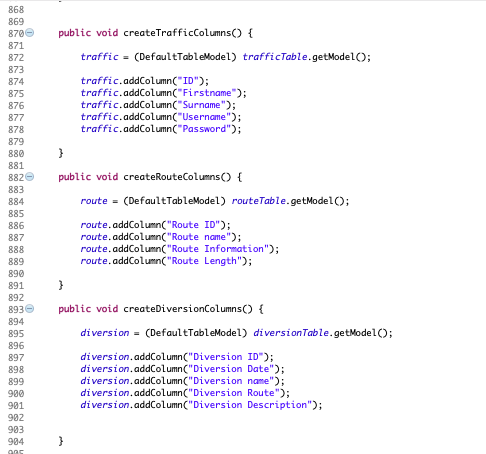 868
869
870 public void createTrafficColumns() {
871
872 traffic = (DefaultTableModel) trafficTable.getModel();
873
874 traffic.addColumn("ID");
875 traffic.addColumn("Firstname");
876 traffic.addColumn("Surname");
877 traffic.addColumn("Username");
878 traffic.addColumn("Password");
879
880 }
881
882 public void createRouteColumns() {
883
884 route = (DefaultTableModel) routeTable.getModel();
885
886 route.addColumn("Route ID");
887 route.addColumn("Route name");
888 route.addColumn("Route Information");
889 route.addColumn("Route Length");
890
891 }
892
893 public void createDiversionColumns() {
894
895 diversion = (DefaultTableModel) diversionTable.getModel();
896
897 diversion.addColumn("Diversion ID");
898 diversion.addColumn("Diversion Date");
899 diversion.addColumn("Diversion name");
900 diversion.addColumn("Diversion Route");
901 diversion.addColumn("Diversion Description");
902
903
904 }